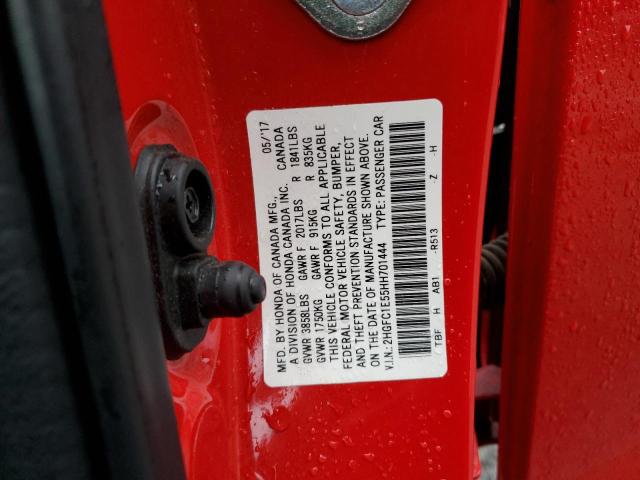 MFD. BY HONDA OF CANADA MFG., 05/'17
A DIVISION OF HONDA CANADA INC. CANADA
GVWR 3858LBS GAWR F 2017LBS R 1841LBS
GVWR 1750KG GAWR F 915KG R 835KG
THIS VEHICLE CONFORMS TO ALL APPLICABLE
FEDERAL MOTOR VEHICLE SAFETY, BUMPER,
AND THEFT PREVENTION STANDARDS IN EFFECT
ON THE DATE OF MANUFACTURE SHOWN ABOVE.
V.I.N.: 2HGFC1E55HH701444 TYPE: PASSENGER CAR
TBF H AB1 -R513 -Z -H